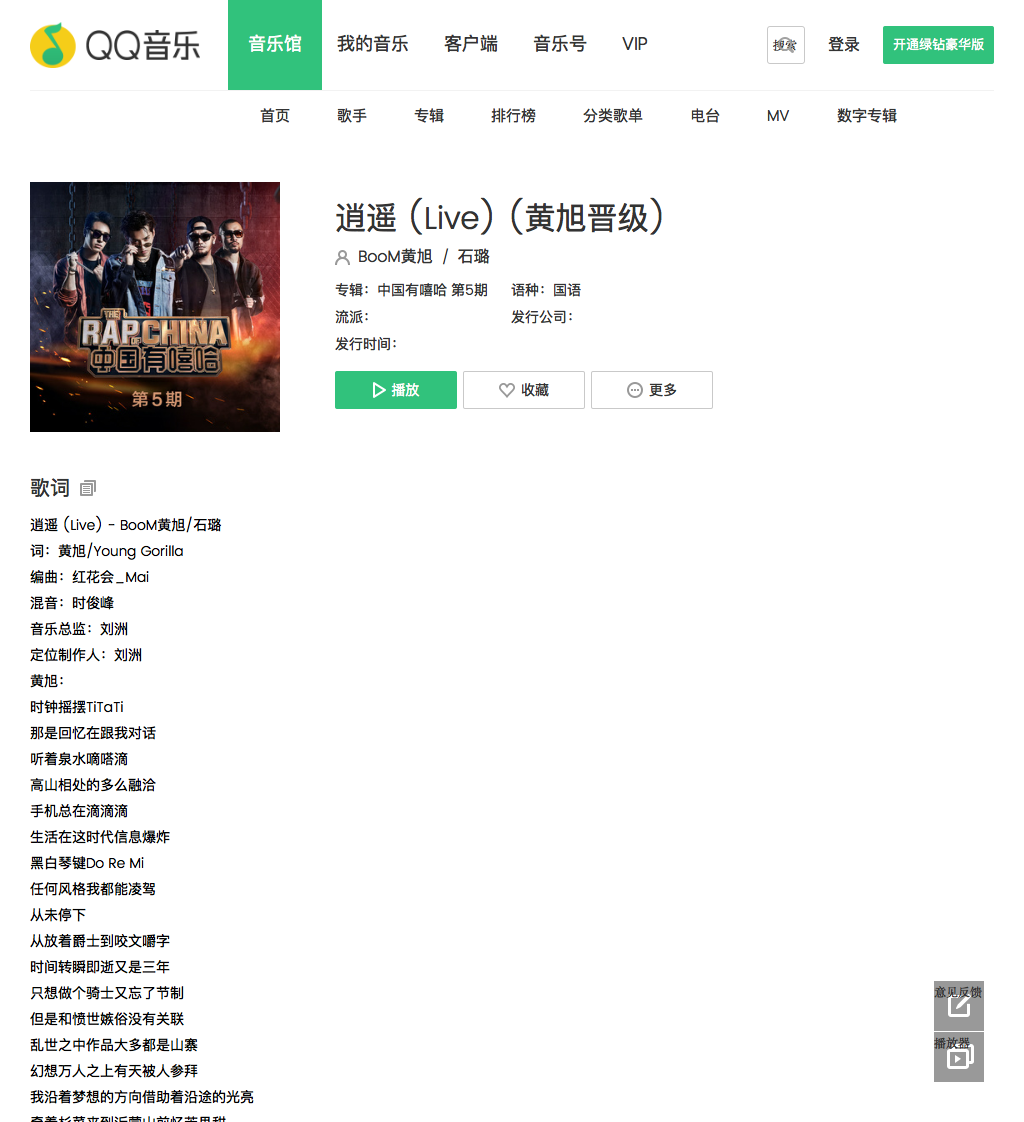 QQ音乐
音乐馆 我的音乐 客户端 音乐号 VIP
搜索 登录 开通绿钻豪华版
首页 歌手 专辑 排行榜 分类歌单 电台 MV 数字专辑
THE
RAP OF CHINA
中国有嘻哈
第5期
逍遥 (Live) (黄旭晋级)
BooM黄旭 / 石璐
专辑：中国有嘻哈 第5期 语种：国语
流派： 发行公司：
发行时间：
播放 收藏 更多
歌词
逍遥 (Live) - BooM黄旭/石璐
词：黄旭/Young Gorilla
编曲：红花会_Mai
混音：时俊峰
音乐总监：刘洲
定位制作人：刘洲
黄旭：
时钟摇摆TiTaTi
那是回忆在跟我对话
听着泉水嘀嗒滴
高山相处的多么融洽
手机总在滴滴滴
生活在这时代信息爆炸
黑白琴键Do Re Mi
任何风格我都能凌驾
从未停下
从放着爵士到咬文嚼字
时间转瞬即逝又是三年
只想做个骑士又忘了节制
但是和愤世嫉俗没有关联
乱世之中作品大多都是山寨
幻想万人之上有天被人参拜
我沿着梦想的方向借助着沿途的光亮
意见反馈
播放器